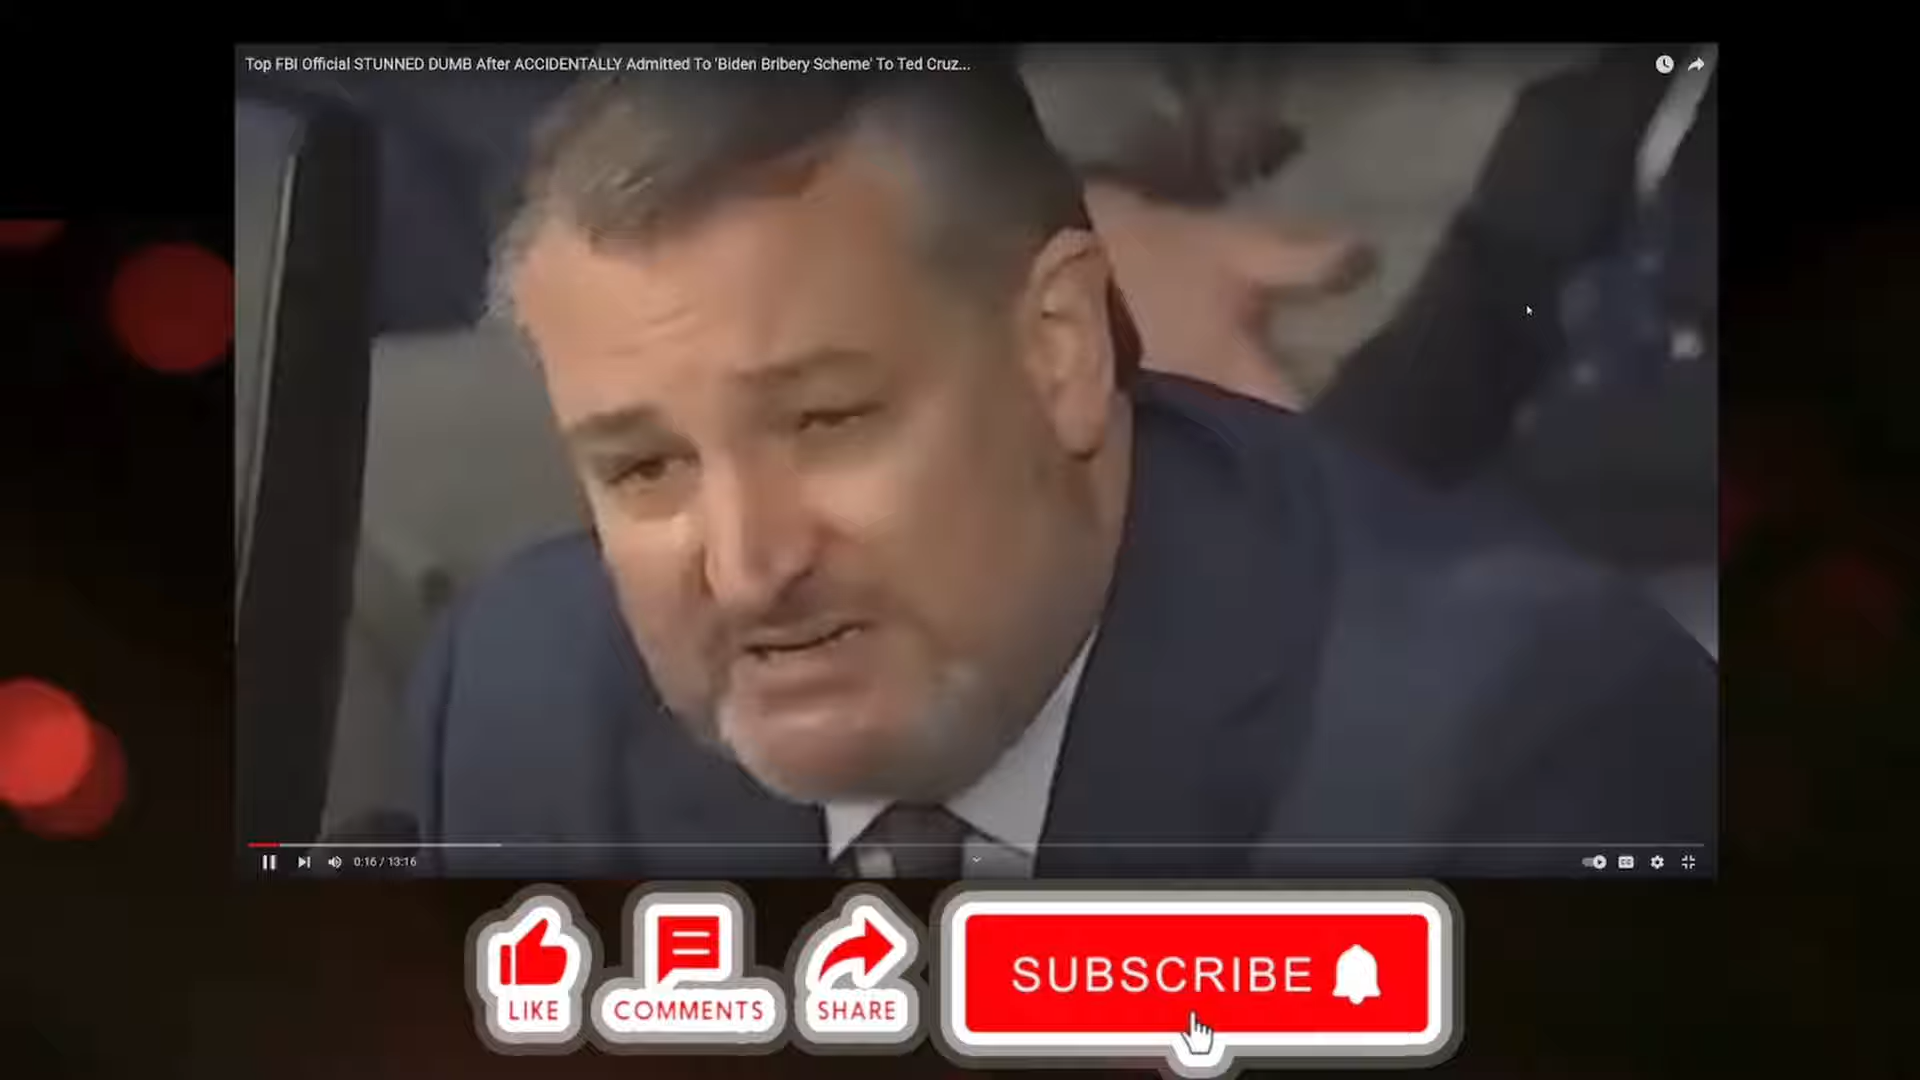 Top FBI Official STUNNED DUMB After ACCIDENTALLY Admitted To 'Biden Bribery Scheme' To Ted Cruz...
0:16 / 13:16
LIKE
COMMENTS
SHARE
SUBSCRIBE